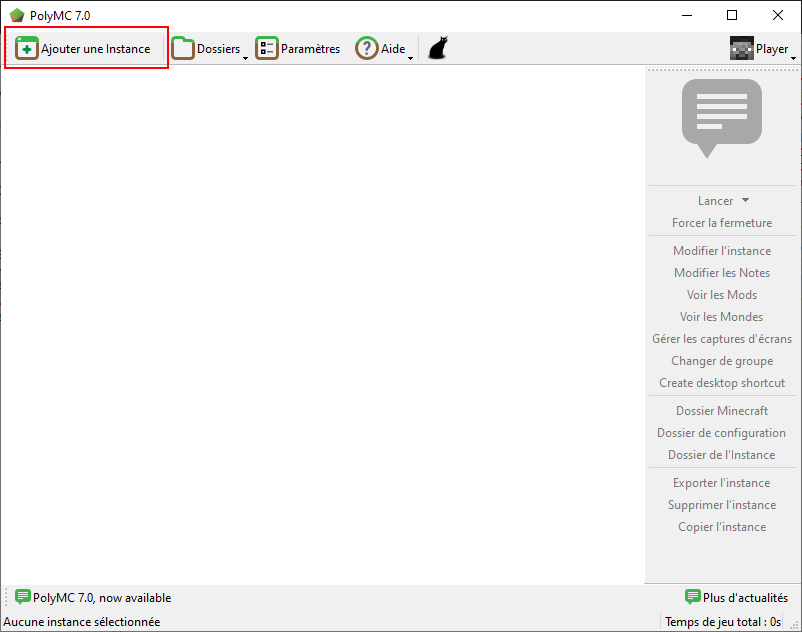 PolyMC 7.0
Ajouter une Instance Dossiers Paramètres Aide Player
Lancer
Forcer la fermeture
Modifier l'instance
Modifier les Notes
Voir les Mods
Voir les Mondes
Gérer les captures d'écrans
Changer de groupe
Create desktop shortcut
Dossier Minecraft
Dossier de configuration
Dossier de l'Instance
Exporter l'instance
Supprimer l'instance
Copier l'instance
PolyMC 7.0, now available Plus d'actualités
Aucune instance sélectionnée Temps de jeu total : 0s